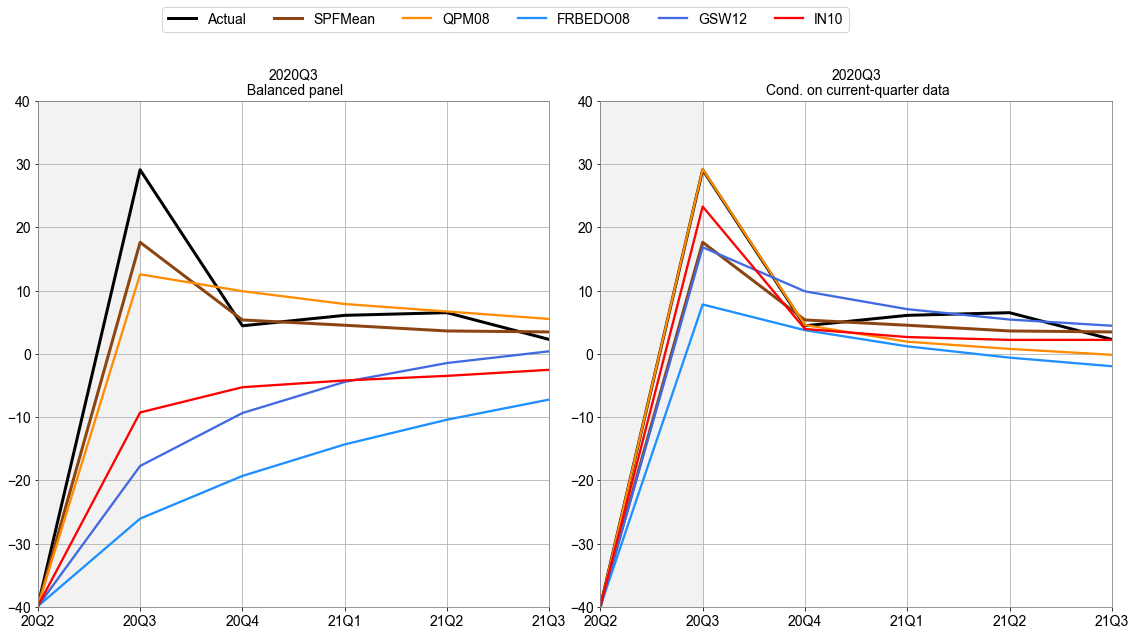 Actual SPFMean QPM08 FRBEDO08 GSW12 IN10
2020Q3
Balanced panel
40
30
20
10
0
−10
−20
−30
−40
20Q2 20Q3 20Q4 21Q1 21Q2 21Q3
2020Q3
Cond. on current-quarter data
40
30
20
10
0
−10
−20
−30
−40
20Q2 20Q3 20Q4 21Q1 21Q2 21Q3